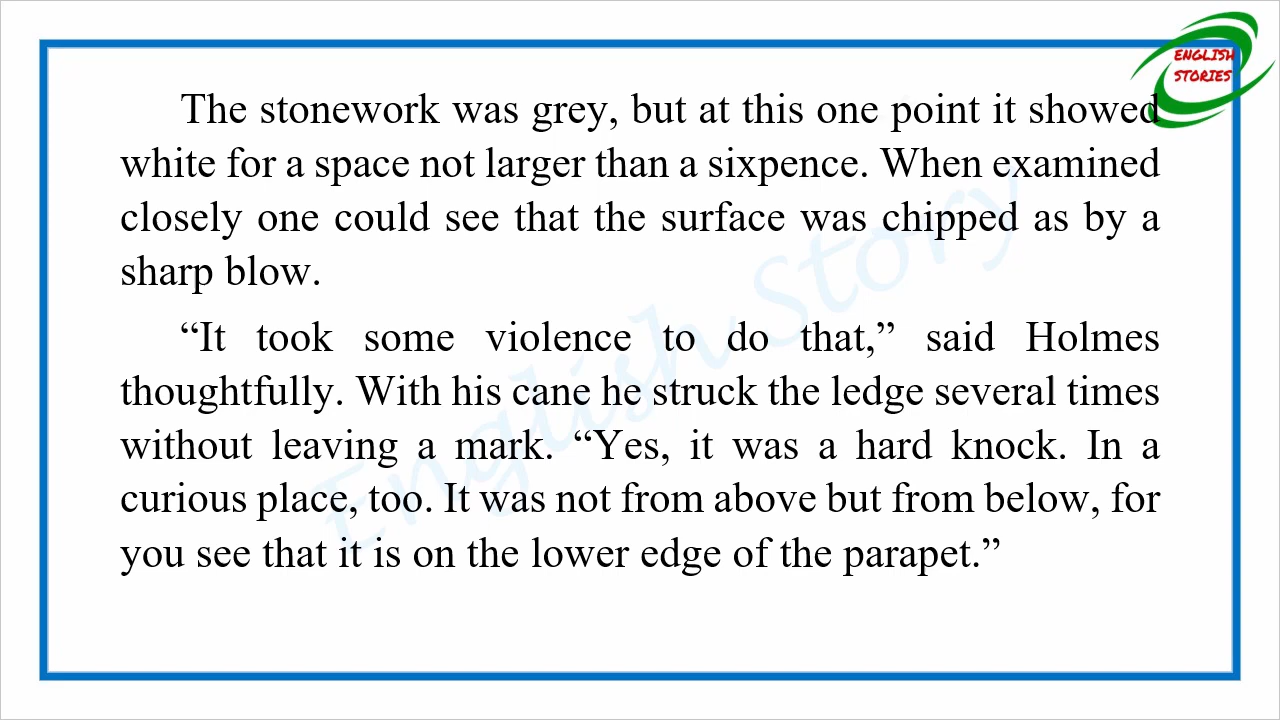 ENGLISH
STORIES
The stonework was grey, but at this one point it showed
white for a space not larger than a sixpence. When examined
closely one could see that the surface was chipped as by a
sharp blow.
“It took some violence to do that,” said Holmes
thoughtfully. With his cane he struck the ledge several times
without leaving a mark. “Yes, it was a hard knock. In a
curious place, too. It was not from above but from below, for
you see that it is on the lower edge of the parapet.”
English Story